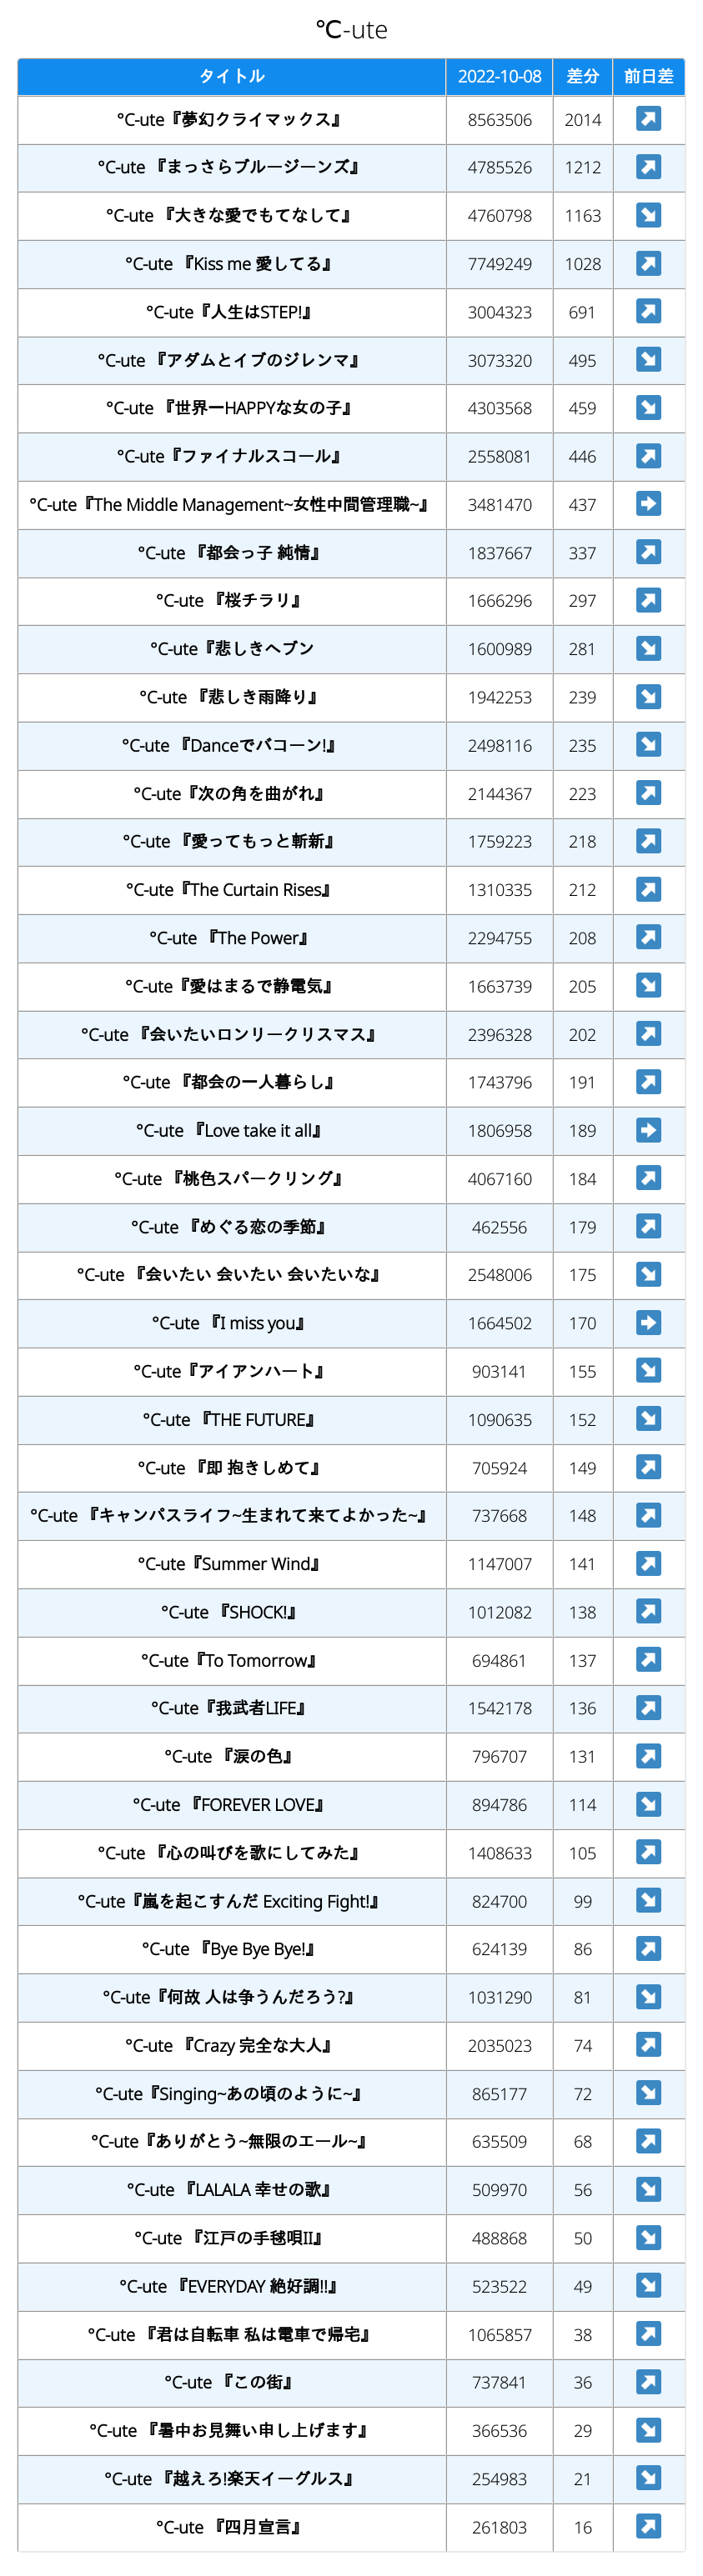 ℃-ute
タイトル 2022-10-08 差分 前日差
°C-ute『夢幻クライマックス』 8563506 2014 ↗
°C-ute 『まっさらブルージーンズ』 4785526 1212 ↗
°C-ute 『大きな愛でもてなして』 4760798 1163 ↘
°C-ute 『Kiss me 愛してる』 7749249 1028 ↗
°C-ute『人生はSTEP!』 3004323 691 ↗
°C-ute 『アダムとイブのジレンマ』 3073320 495 ↘
°C-ute 『世界一HAPPYな女の子』 4303568 459 ↘
°C-ute『ファイナルスコール』 2558081 446 ↗
°C-ute『The Middle Management~女性中間管理職~』 3481470 437 ➡
°C-ute 『都会っ子 純情』 1837667 337 ↗
°C-ute 『桜チラリ』 1666296 297 ↗
°C-ute『悲しきヘブン 1600989 281 ↘
°C-ute 『悲しき雨降り』 1942253 239 ↘
°C-ute 『Danceでバコーン!』 2498116 235 ↘
°C-ute『次の角を曲がれ』 2144367 223 ↗
°C-ute 『愛ってもっと斬新』 1759223 218 ↗
°C-ute『The Curtain Rises』 1310335 212 ↗
°C-ute 『The Power』 2294755 208 ↗
°C-ute『愛はまるで静電気』 1663739 205 ↘
°C-ute 『会いたいロンリークリスマス』 2396328 202 ↗
°C-ute 『都会の一人暮らし』 1743796 191 ↗
°C-ute 『Love take it all』 1806958 189 ➡
°C-ute 『桃色スパークリング』 4067160 184 ↗
°C-ute 『めぐる恋の季節』 462556 179 ↗
°C-ute 『会いたい 会いたい 会いたいな』 2548006 175 ↘
°C-ute 『I miss you』 1664502 170 ➡
°C-ute『アイアンハート』 903141 155 ↘
°C-ute 『THE FUTURE』 1090635 152 ↘
°C-ute 『即 抱きしめて』 705924 149 ↗
°C-ute 『キャンパスライフ~生まれて来てよかった~』 737668 148 ↗
°C-ute『Summer Wind』 1147007 141 ↗
°C-ute 『SHOCK!』 1012082 138 ↗
°C-ute『To Tomorrow』 694861 137 ↗
°C-ute『我武者LIFE』 1542178 136 ↗
°C-ute 『涙の色』 796707 131 ↗
°C-ute 『FOREVER LOVE』 894786 114 ↘
°C-ute 『心の叫びを歌にしてみた』 1408633 105 ↗
°C-ute『嵐を起こすんだ Exciting Fight!』 824700 99 ↘
°C-ute 『Bye Bye Bye!』 624139 86 ↗
°C-ute『何故 人は争うんだろう?』 1031290 81 ↘
°C-ute 『Crazy 完全な大人』 2035023 74 ↗
°C-ute『Singing~あの頃のように~』 865177 72 ↘
°C-ute『ありがとう~無限のエール~』 635509 68 ↗
°C-ute 『LALALA 幸せの歌』 509970 56 ↘
°C-ute 『江戸の手毬唄II』 488868 50 ↘
°C-ute 『EVERYDAY 絶好調!!』 523522 49 ↘
°C-ute 『君は自転車 私は電車で帰宅』 1065857 38 ↗
°C-ute 『この街』 737841 36 ↗
°C-ute 『暑中お見舞い申し上げます』 366536 29 ↘
°C-ute 『越えろ!楽天イーグルス』 254983 21 ↘
°C-ute 『四月宣言』 261803 16 ↗